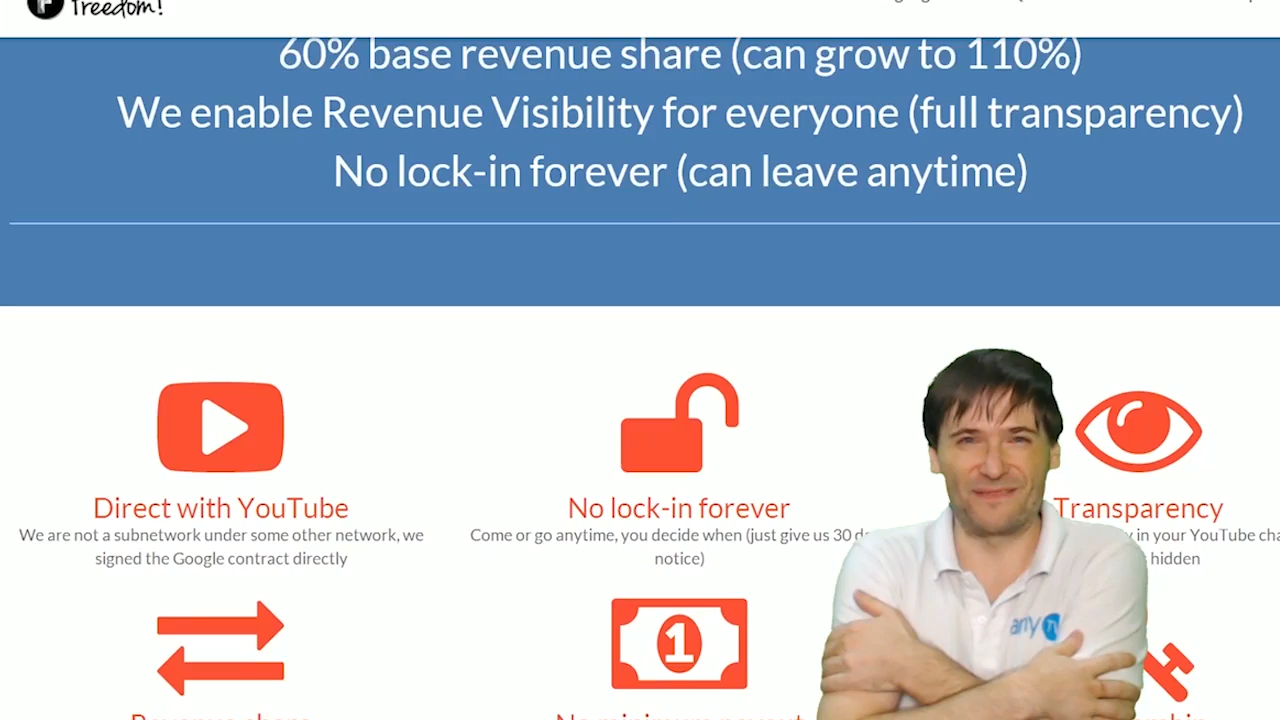 Freedom!
60% base revenue share (can grow to 110%)
We enable Revenue Visibility for everyone (full transparency)
No lock-in forever (can leave anytime)
Direct with YouTube
No lock-in forever
Transparency
We are not a subnetwork under some other network, we
signed the Google contract directly
Come or go anytime, you decide when (just give us 30
notice)
in your YouTube
hidden
1
any TV